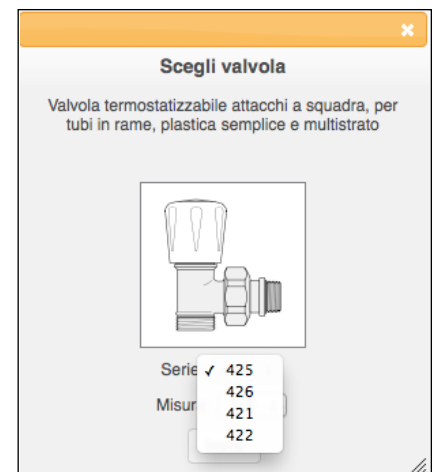 Scegli valvola
Valvola termostatizzabile attacchi a squadra, per
tubi in rame, plastica semplice e multistrato
Serie ✓ 425
426
Misur 421
422